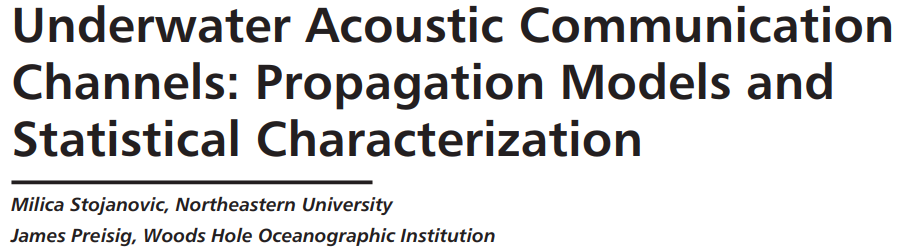 Underwater Acoustic Communication
Channels: Propagation Models and
Statistical Characterization
Milica Stojanovic, Northeastern University
James Preisig, Woods Hole Oceanographic Institution